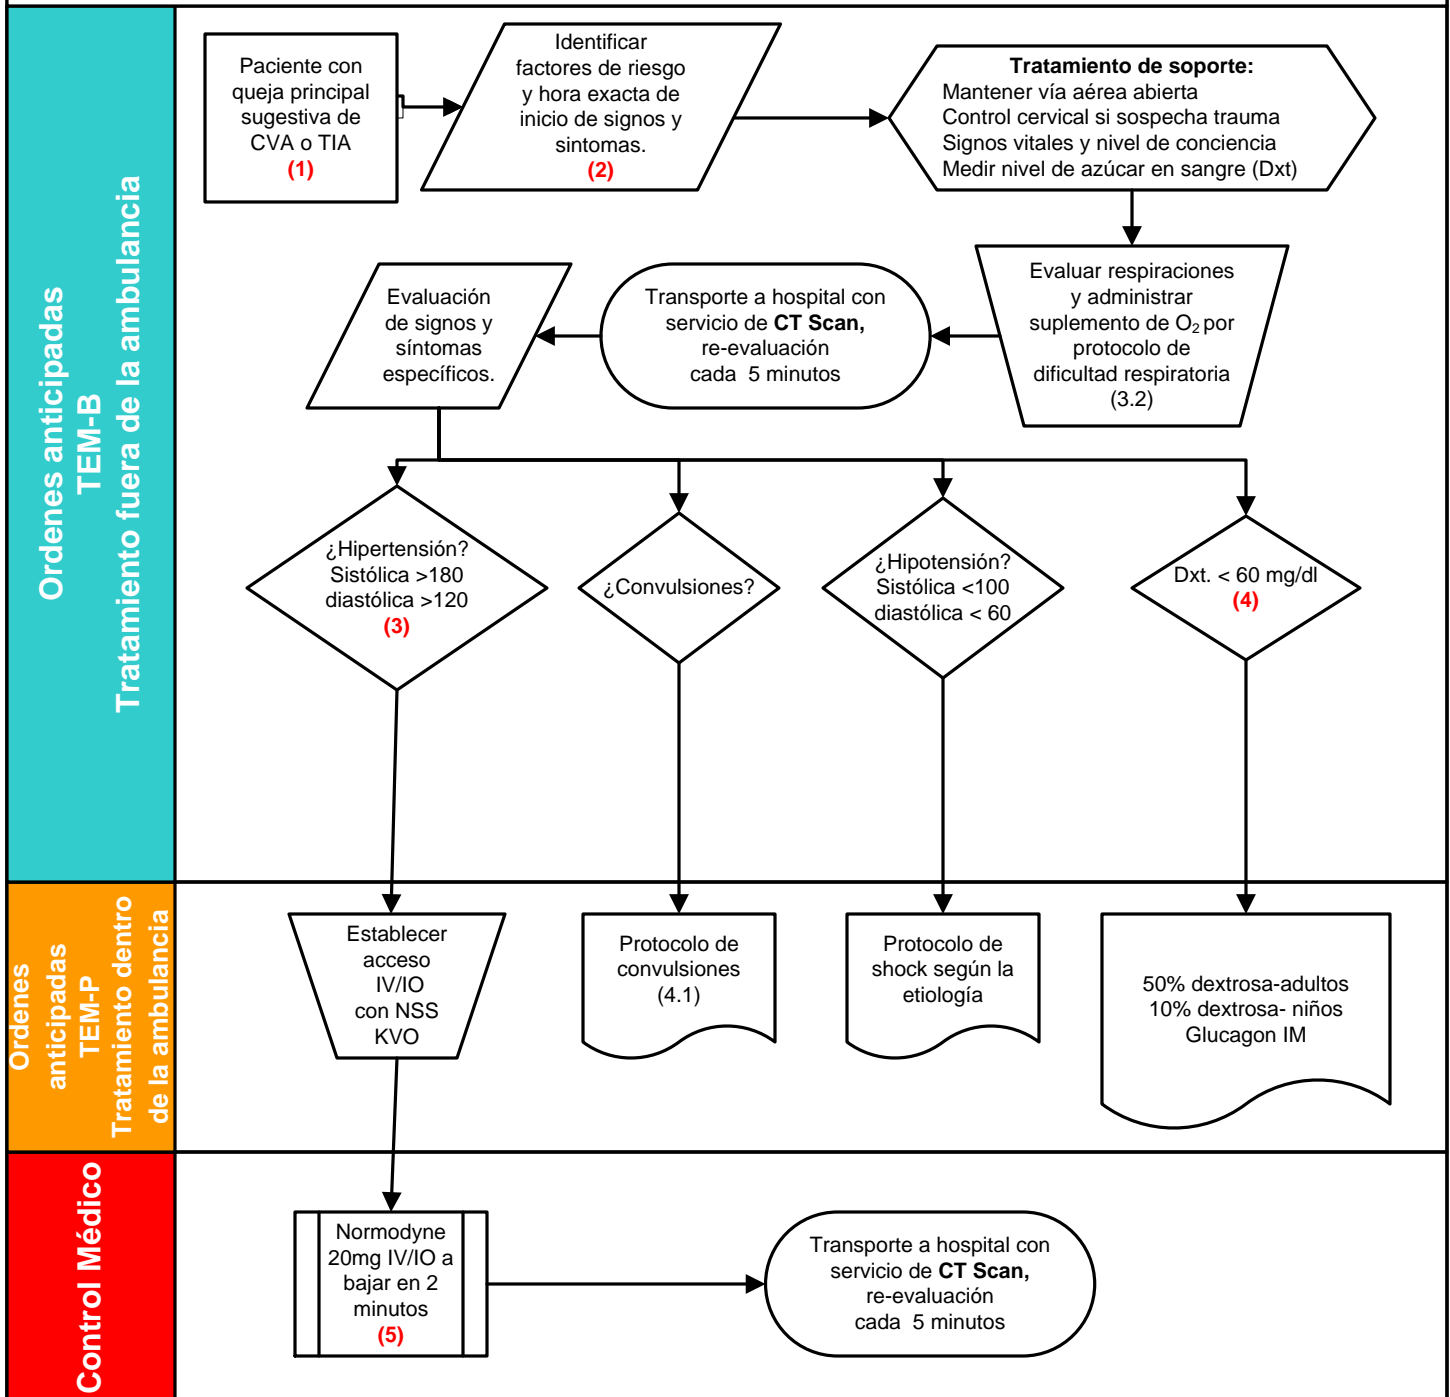 Ordenes anticipadas
TEM-B
Tratamiento fuera de la ambulancia
Paciente con
queja principal
sugestiva de
CVA o TIA
(1)
Identificar
factores de riesgo
y hora exacta de
inicio de signos y
sintomas.
(2)
Tratamiento de soporte:
Mantener vía aérea abierta
Control cervical si sospecha trauma
Signos vitales y nivel de conciencia
Medir nivel de azúcar en sangre (Dxt)
Evaluar respiraciones
y administrar
suplemento de O₂ por
protocolo de
dificultad respiratoria
(3.2)
Transporte a hospital con
servicio de CT Scan,
re-evaluación
cada 5 minutos
Evaluación
de signos y
síntomas
específicos.
¿Hipertensión?
Sistólica >180
diastólica >120
(3)
¿Convulsiones?
¿Hipotensión?
Sistólica <100
diastólica < 60
Dxt. < 60 mg/dl
(4)
Ordenes
anticipadas
TEM-P
Tratamiento dentro
de la ambulancia
Establecer
acceso
IV/IO
con NSS
KVO
Protocolo de
convulsiones
(4.1)
Protocolo de
shock según la
etiología
50% dextrosa-adultos
10% dextrosa- niños
Glucagon IM
Control Médico
Normodyne
20mg IV/IO a
bajar en 2
minutos
(5)
Transporte a hospital con
servicio de CT Scan,
re-evaluación
cada 5 minutos